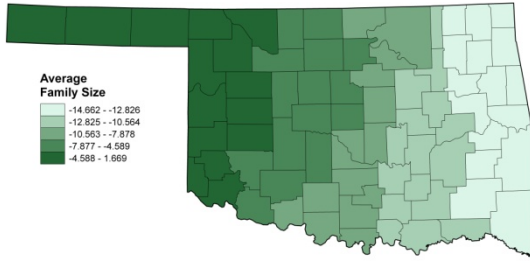 Average
Family Size
-14.662 - -12.826
-12.825 - -10.564
-10.563 - -7.878
-7.877 - -4.589
-4.588 - 1.669